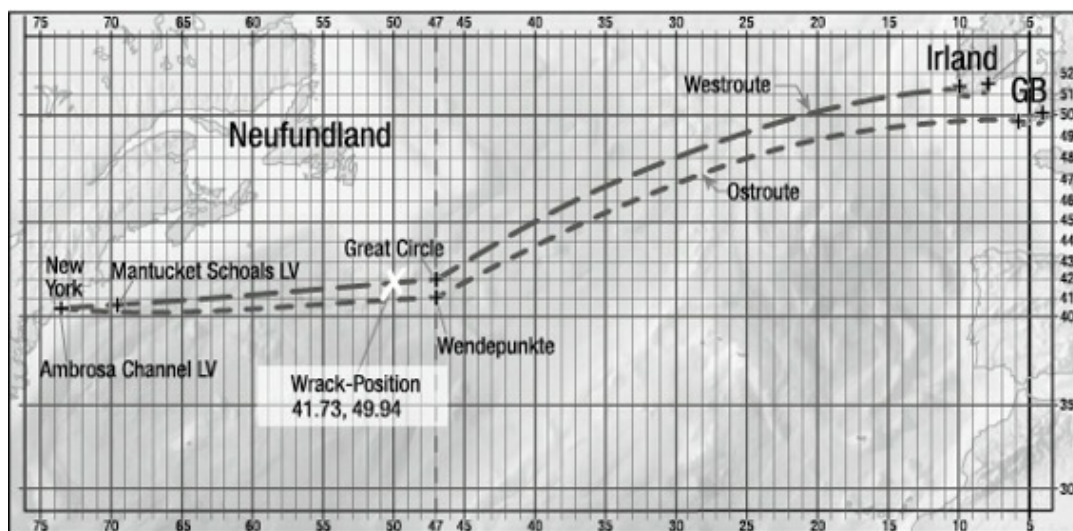 75 70 65 60 55 50 47 45 40 35 30 25 20 15 10 5
Irland
GB
Westroute
Neufundland
Ostroute
Great Circle
New
York
Mantucket Schoals LV
Wendepunkte
Ambrosa Channel LV
Wrack-Position
41.73, 49.94
52
51
50
49
48
47
46
45
44
43
42
41
40
75 70 65 60 55 50 47 45 40 35 30 25 20 15 10 5